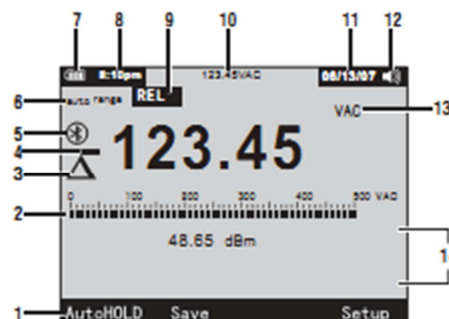 7 8 9 10 11 12
8:10pm 123.45VAC 08/13/07
6 auto range REL
VAC 13
5
4 123.45
3
0 100 200 300 400 500 VAC
2
48.65 dBm
1 AutoHOLD Save Setup